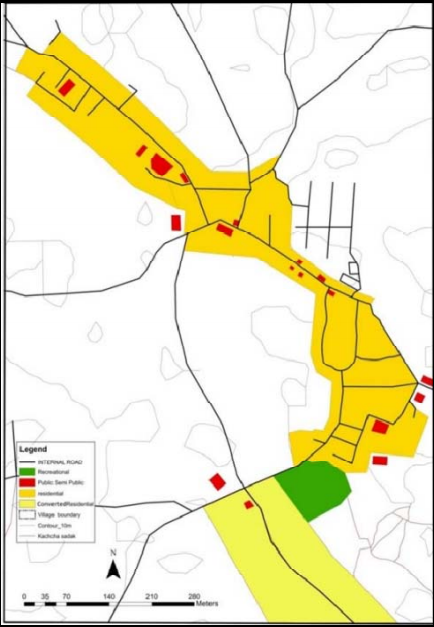 Legend
INTERNAL ROAD
Recreational
Public Semi Public
residential
ConvertedResidential
Village boundary
Contour_10m
Kachcha sadak
N
0 35 70 140 210 280
Meters